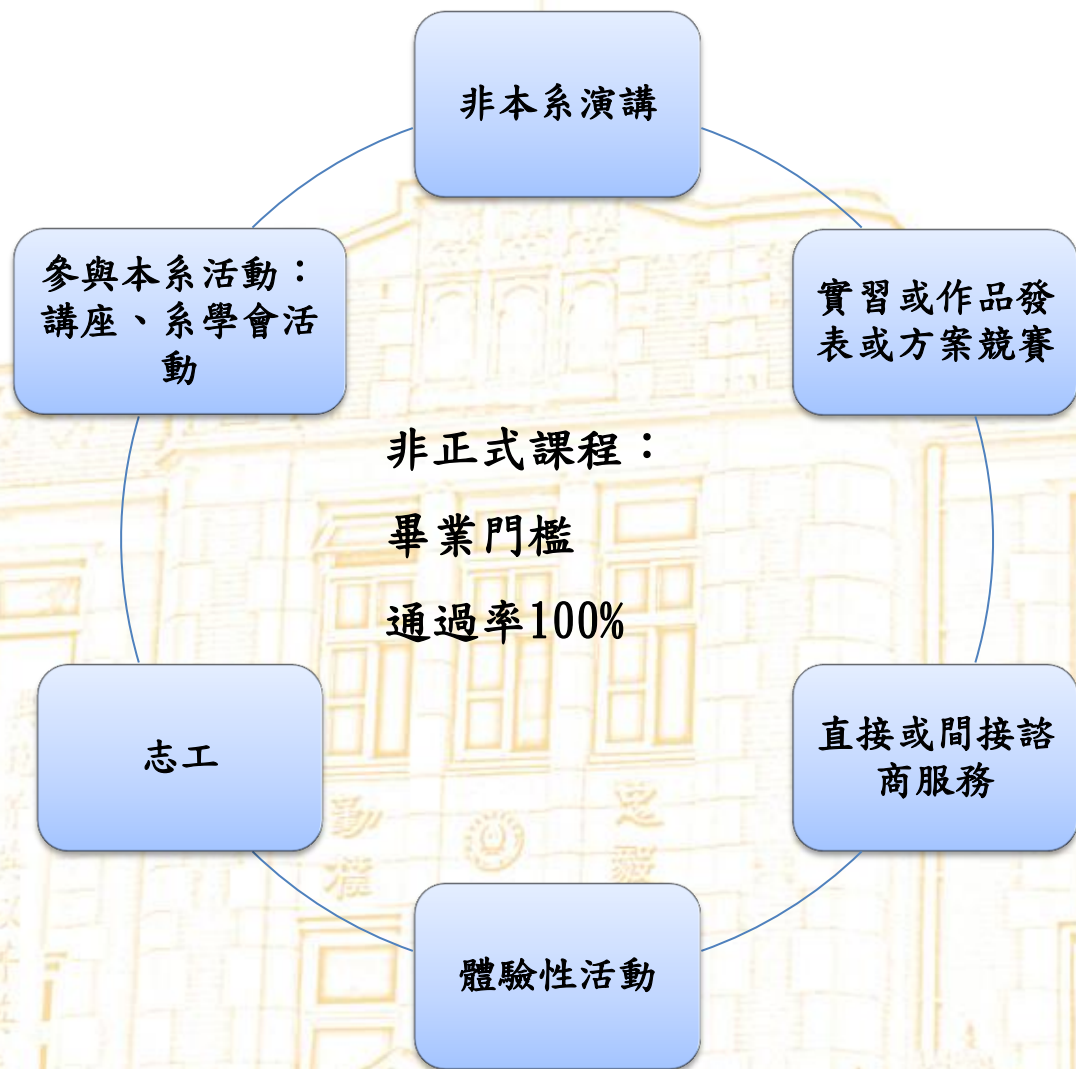 非本系演講
參與本系活動：
講座、系學會活
動
實習或作品發
表或方案競賽
非正式課程：
畢業門檻
通過率100%
志工
直接或間接諮
商服務
體驗性活動